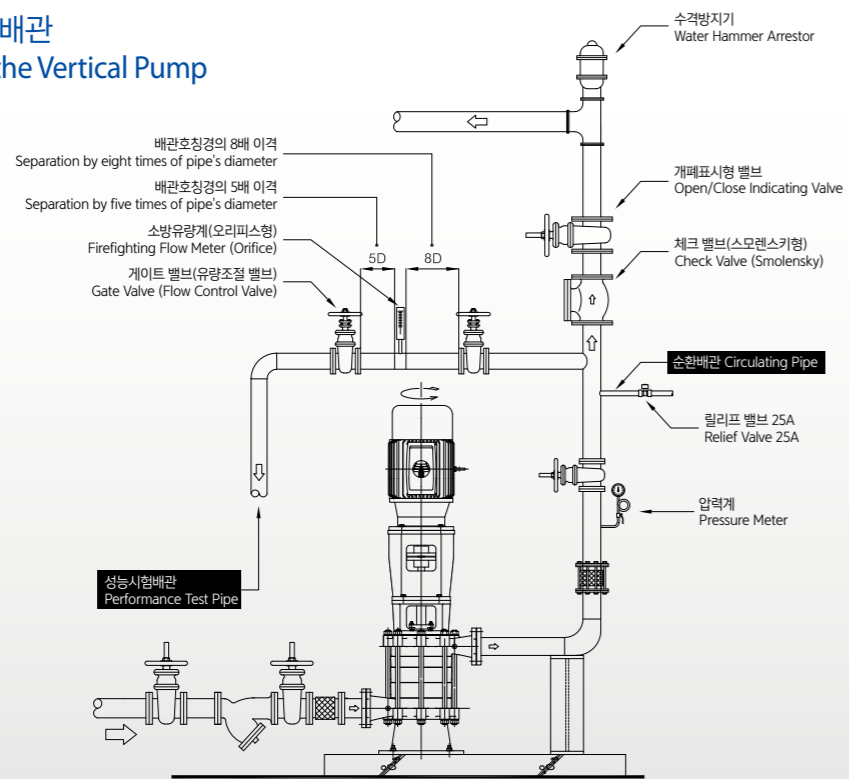 배관
the Vertical Pump
수격방지기
Water Hammer Arrestor
배관호칭경의 8배 이격
Separation by eight times of pipe's diameter
배관호칭경의 5배 이격
Separation by five times of pipe's diameter
소방유량계(오리피스형)
Firefighting Flow Meter (Orifice)
게이트 밸브(유량조절 밸브)
Gate Valve (Flow Control Valve)
5D
8D
개폐표시형 밸브
Open/Close Indicating Valve
체크 밸브(스모렌스키형)
Check Valve (Smolensky)
순환배관 Circulating Pipe
릴리프 밸브 25A
Relief Valve 25A
압력계
Pressure Meter
성능시험배관
Performance Test Pipe